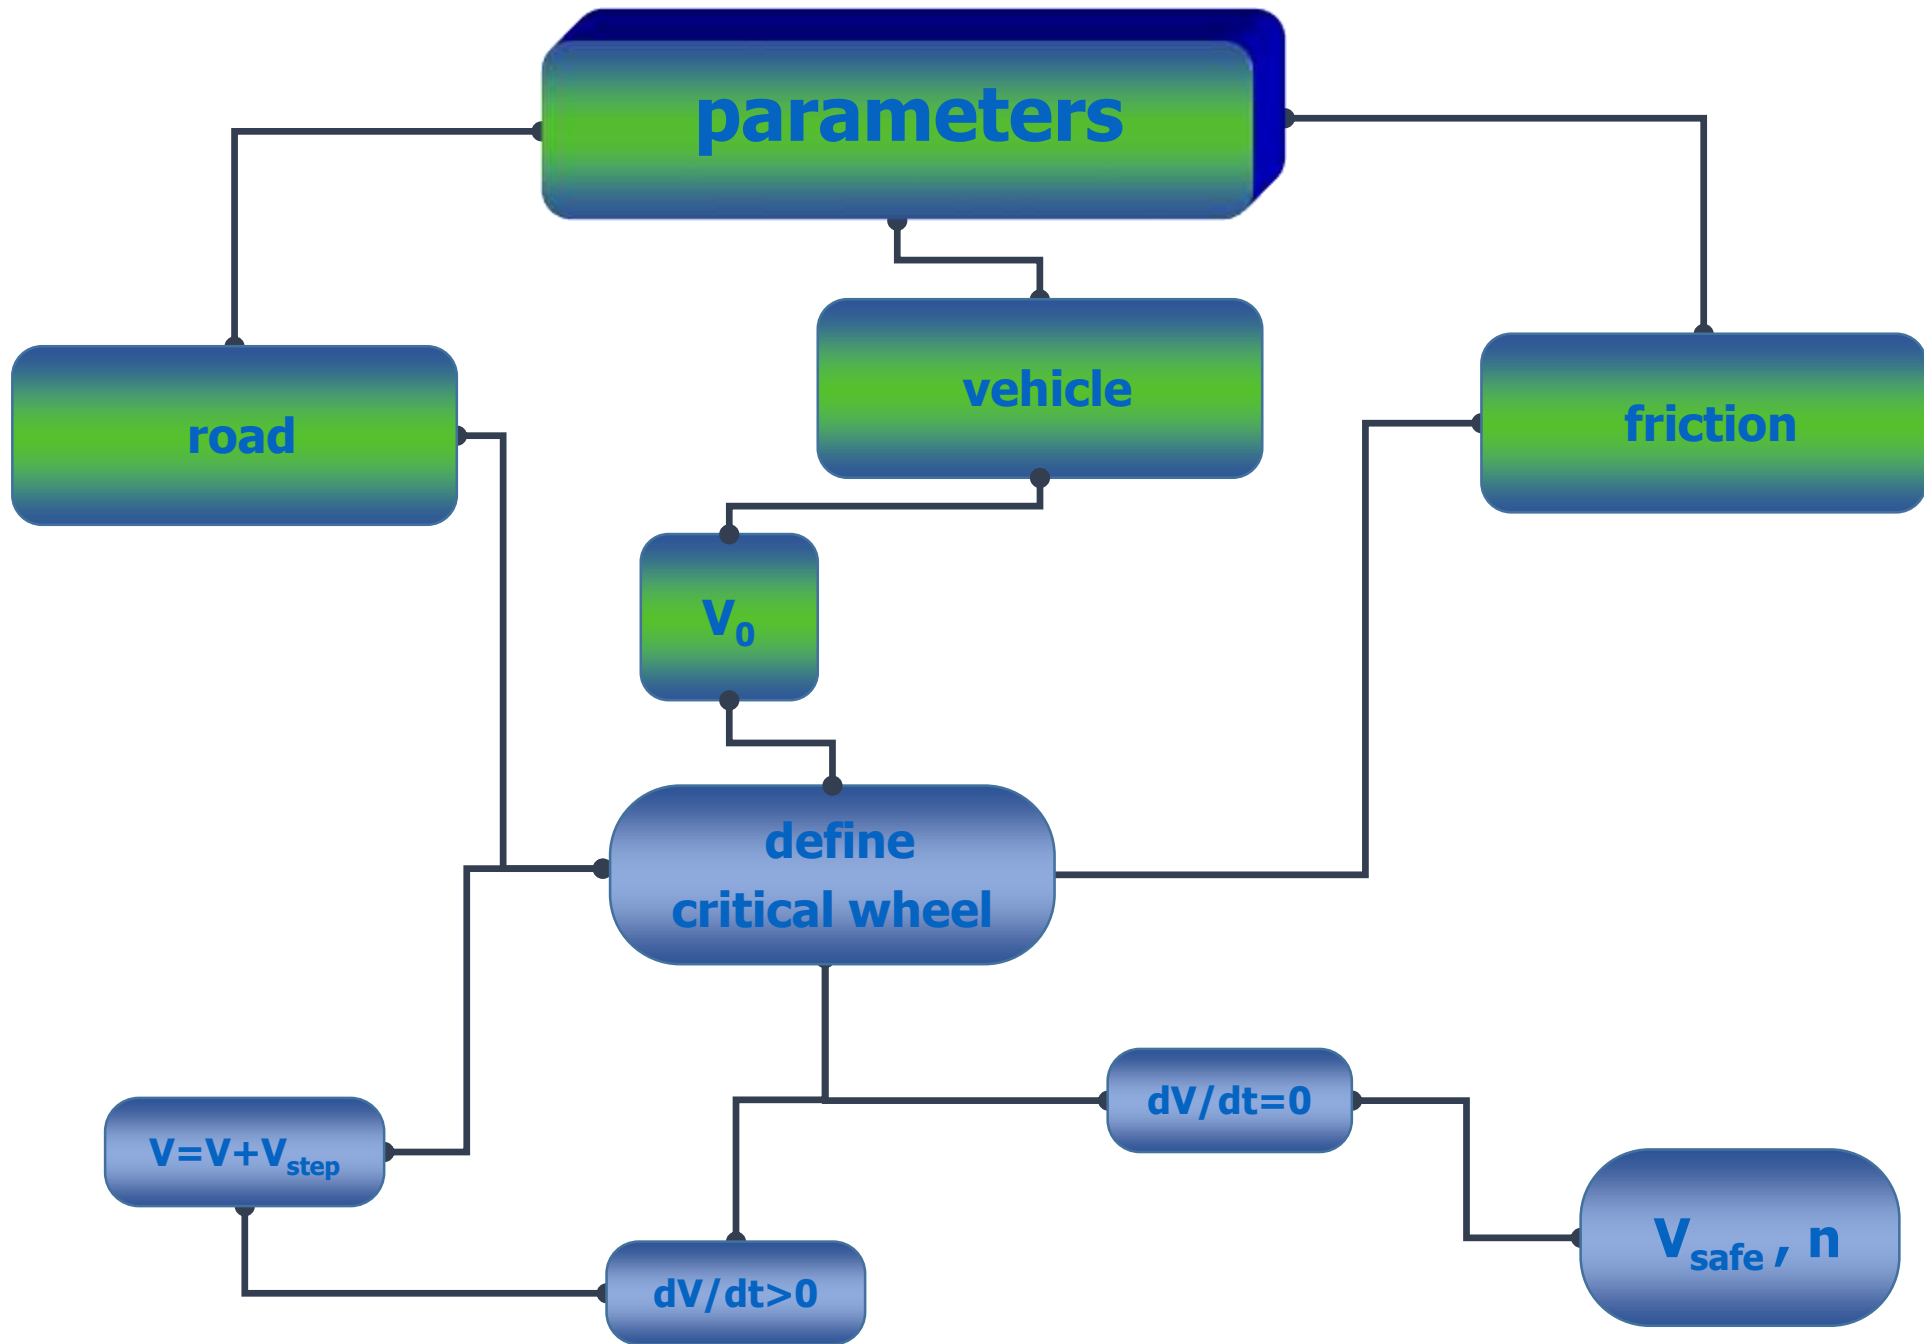 parameters
road
vehicle
friction
V₀
define
critical wheel
dV/dt=0
V=V+Vstep
Vsafe , n
dV/dt>0